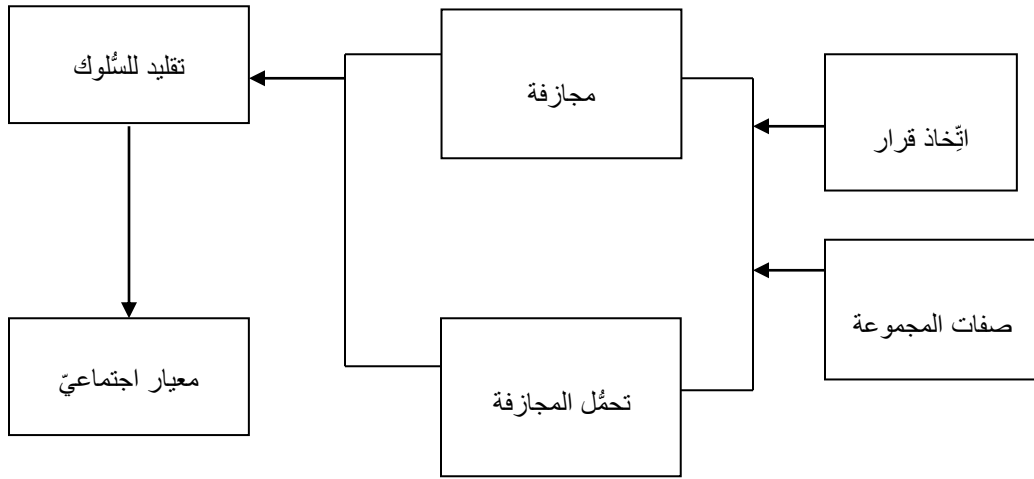 اتِّخاذ قرار
صفات المجموعة
مجازفة
تحمُّل المجازفة
تقليد للسُّلوك
معيار اجتماعيّ